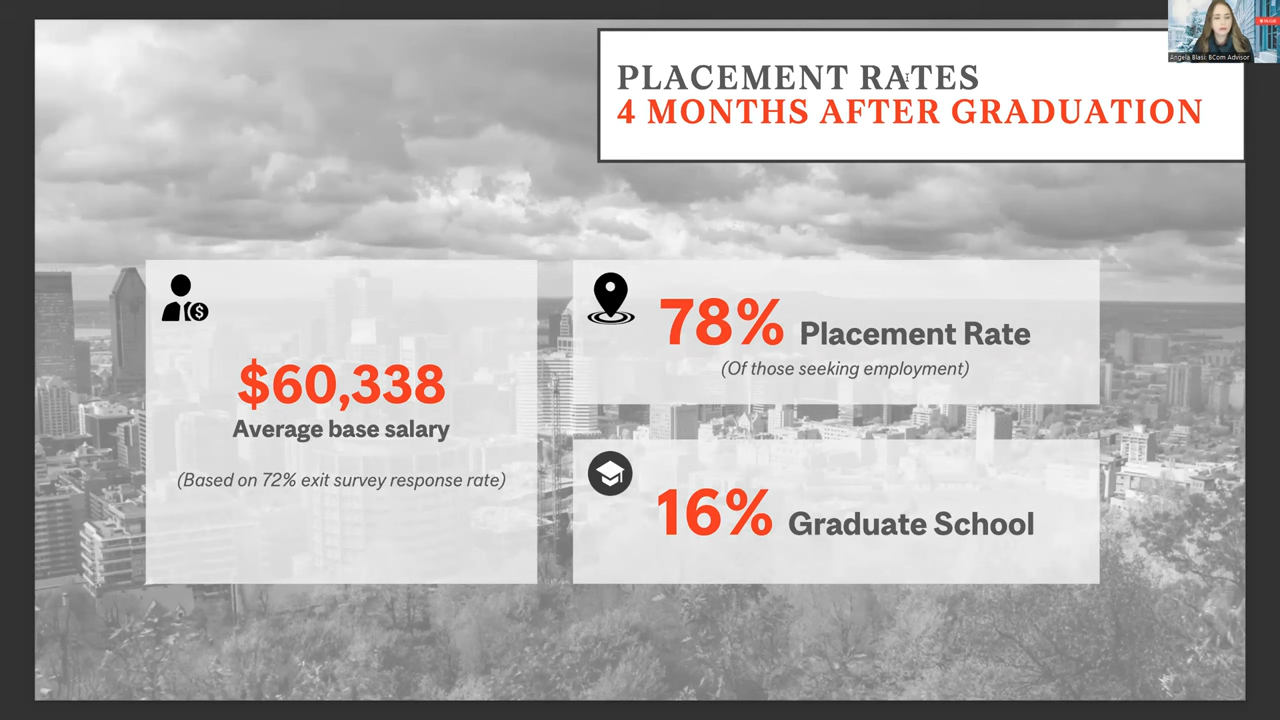 PLACEMENT RATES
4 MONTHS AFTER GRADUATION
Angela Blasi: BCom Advisor
$60,338
Average base salary
(Based on 72% exit survey response rate)
78% Placement Rate
(Of those seeking employment)
16% Graduate School